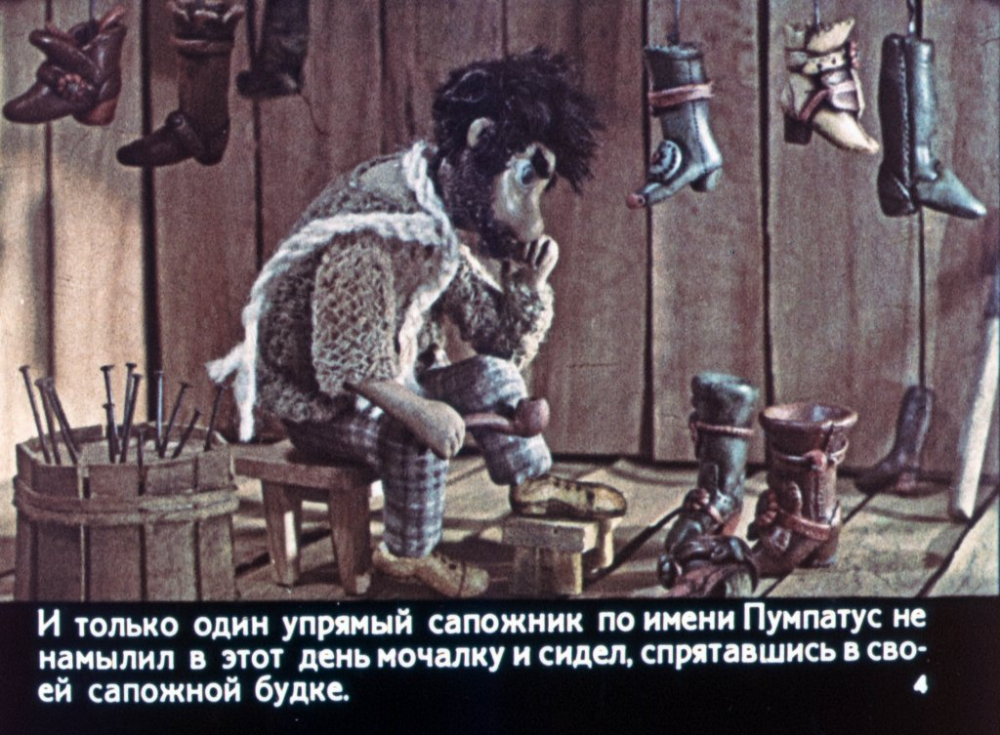 И только один упрямый сапожник по имени Пумпатус не
намылил в этот день мочалку и сидел, спрятавшись в сво-
ей сапожной будке.
4